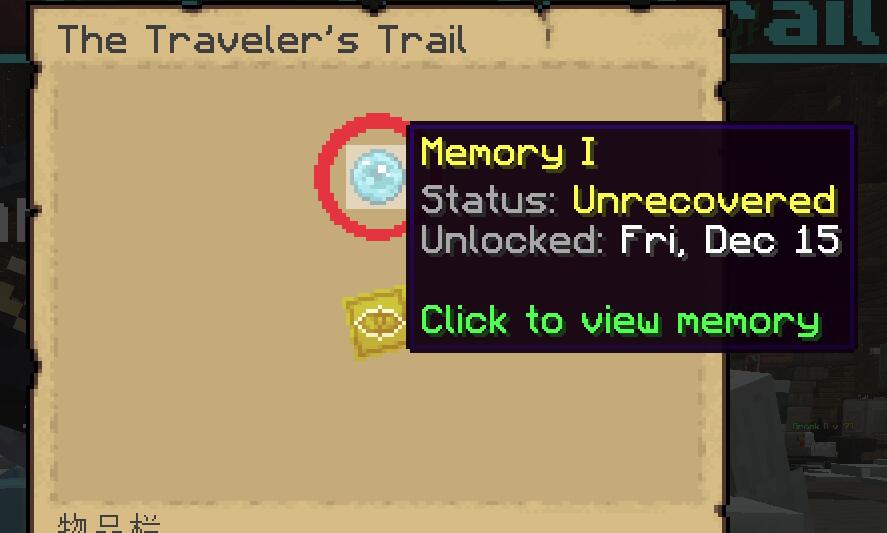 The Traveler's Trail
Memory I
Status: Unrecovered
Unlocked: Fri, Dec 15
Click to view memory
物品栏